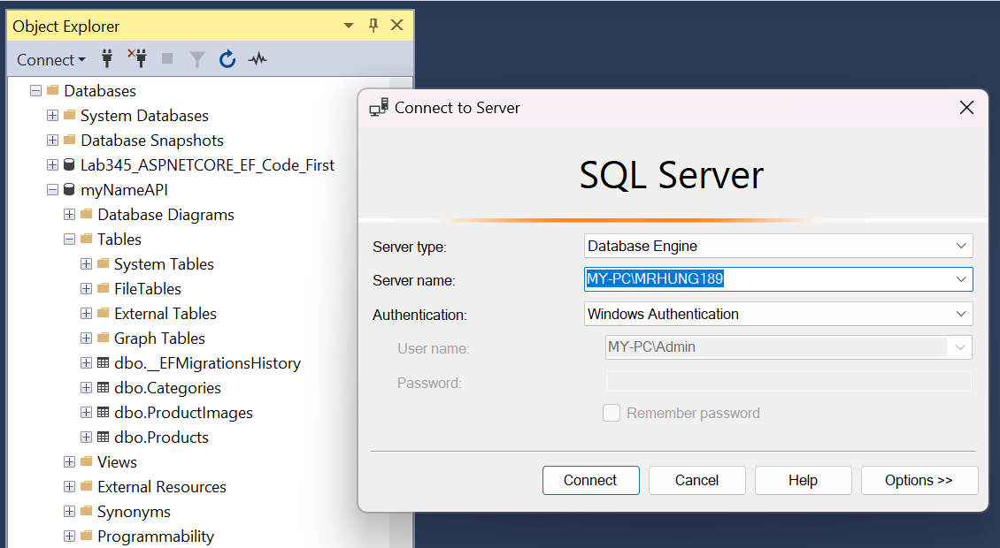 Object Explorer
Connect
Databases
System Databases
Database Snapshots
Lab345_ASPNETCORE_EF_Code_First
myNameAPI
Database Diagrams
Tables
System Tables
FileTables
External Tables
Graph Tables
dbo.__EFMigrationsHistory
dbo.Categories
dbo.ProductImages
dbo.Products
Views
External Resources
Synonyms
Programmability
Connect to Server
SQL Server
Server type: Database Engine
Server name: MY-PC\MRHUNG189
Authentication: Windows Authentication
User name: MY-PC\Admin
Password:
Remember password
Connect Cancel Help Options >>